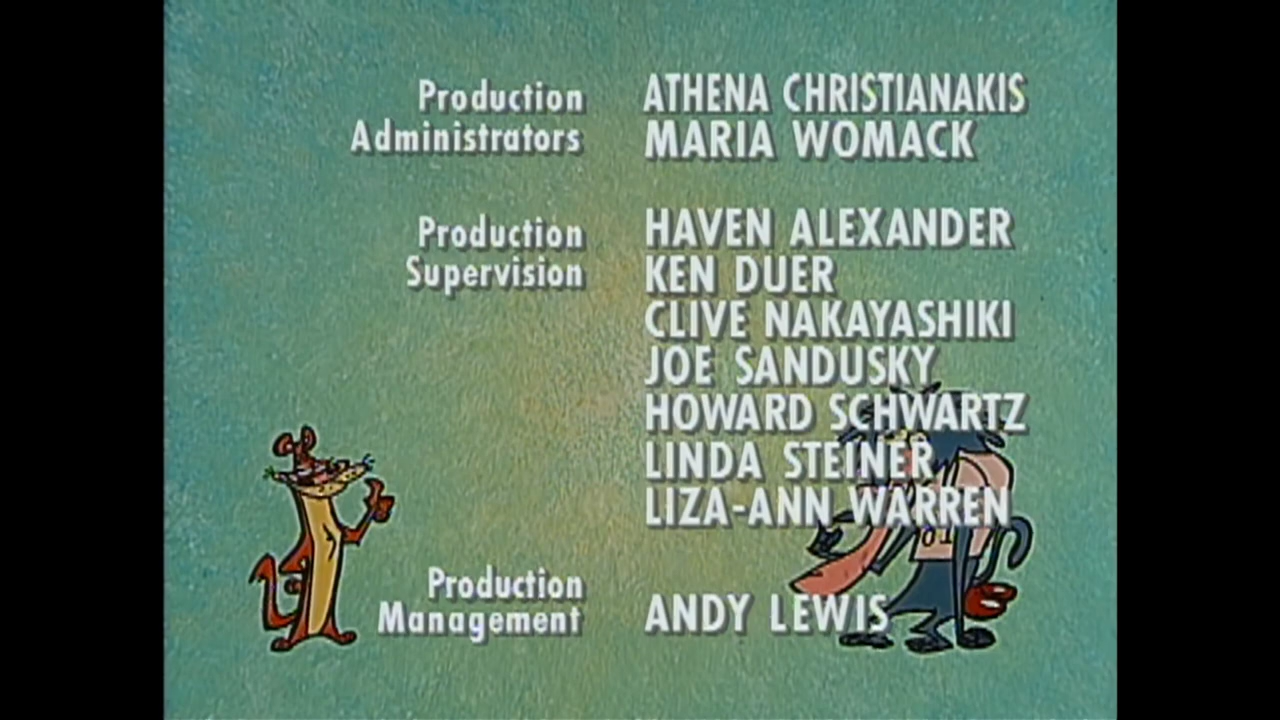 Production ATHENA CHRISTIANAKIS
Administrators MARIA WOMACK
Production HAVEN ALEXANDER
Supervision KEN DUER
CLIVE NAKAYASHIKI
JOE SANDUSKY
HOWARD SCHWARTZ
LINDA STEINER
LIZA-ANN WARREN
Production
Management ANDY LEWIS